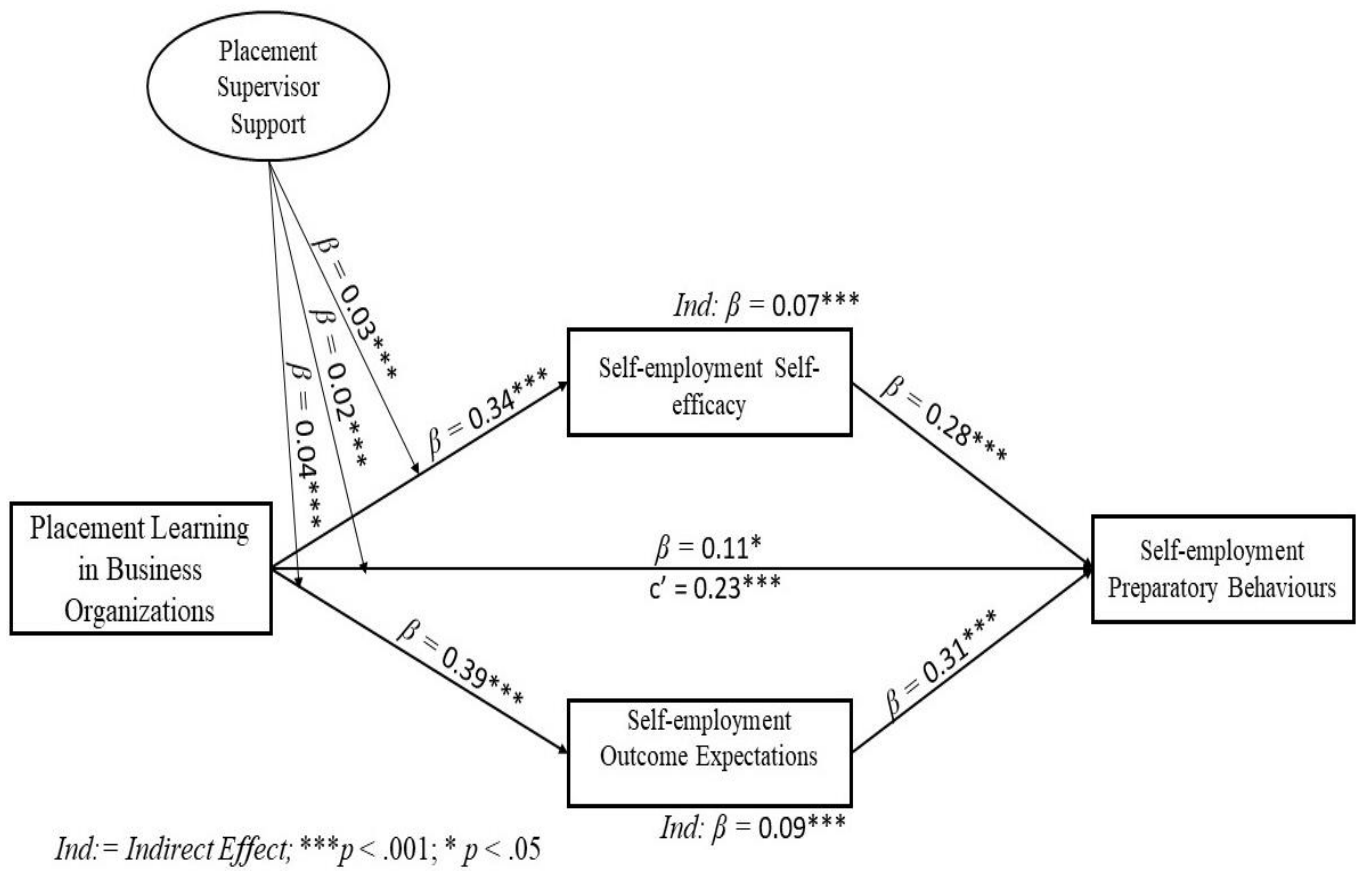 Placement
Supervisor
Support
β = 0.03***
β = 0.02***
β = 0.04****
Ind: β = 0.07***
Self-employment Self-
efficacy
β = 0.34***
β = 0.28***
Placement Learning
in Business
Organizations
β = 0.11*
c' = 0.23***
Self-employment
Preparatory Behaviours
β = 0.39***
β = 0.31***
Self-employment
Outcome Expectations
Ind: β = 0.09***
Ind: = Indirect Effect; ***p < .001; * p < .05